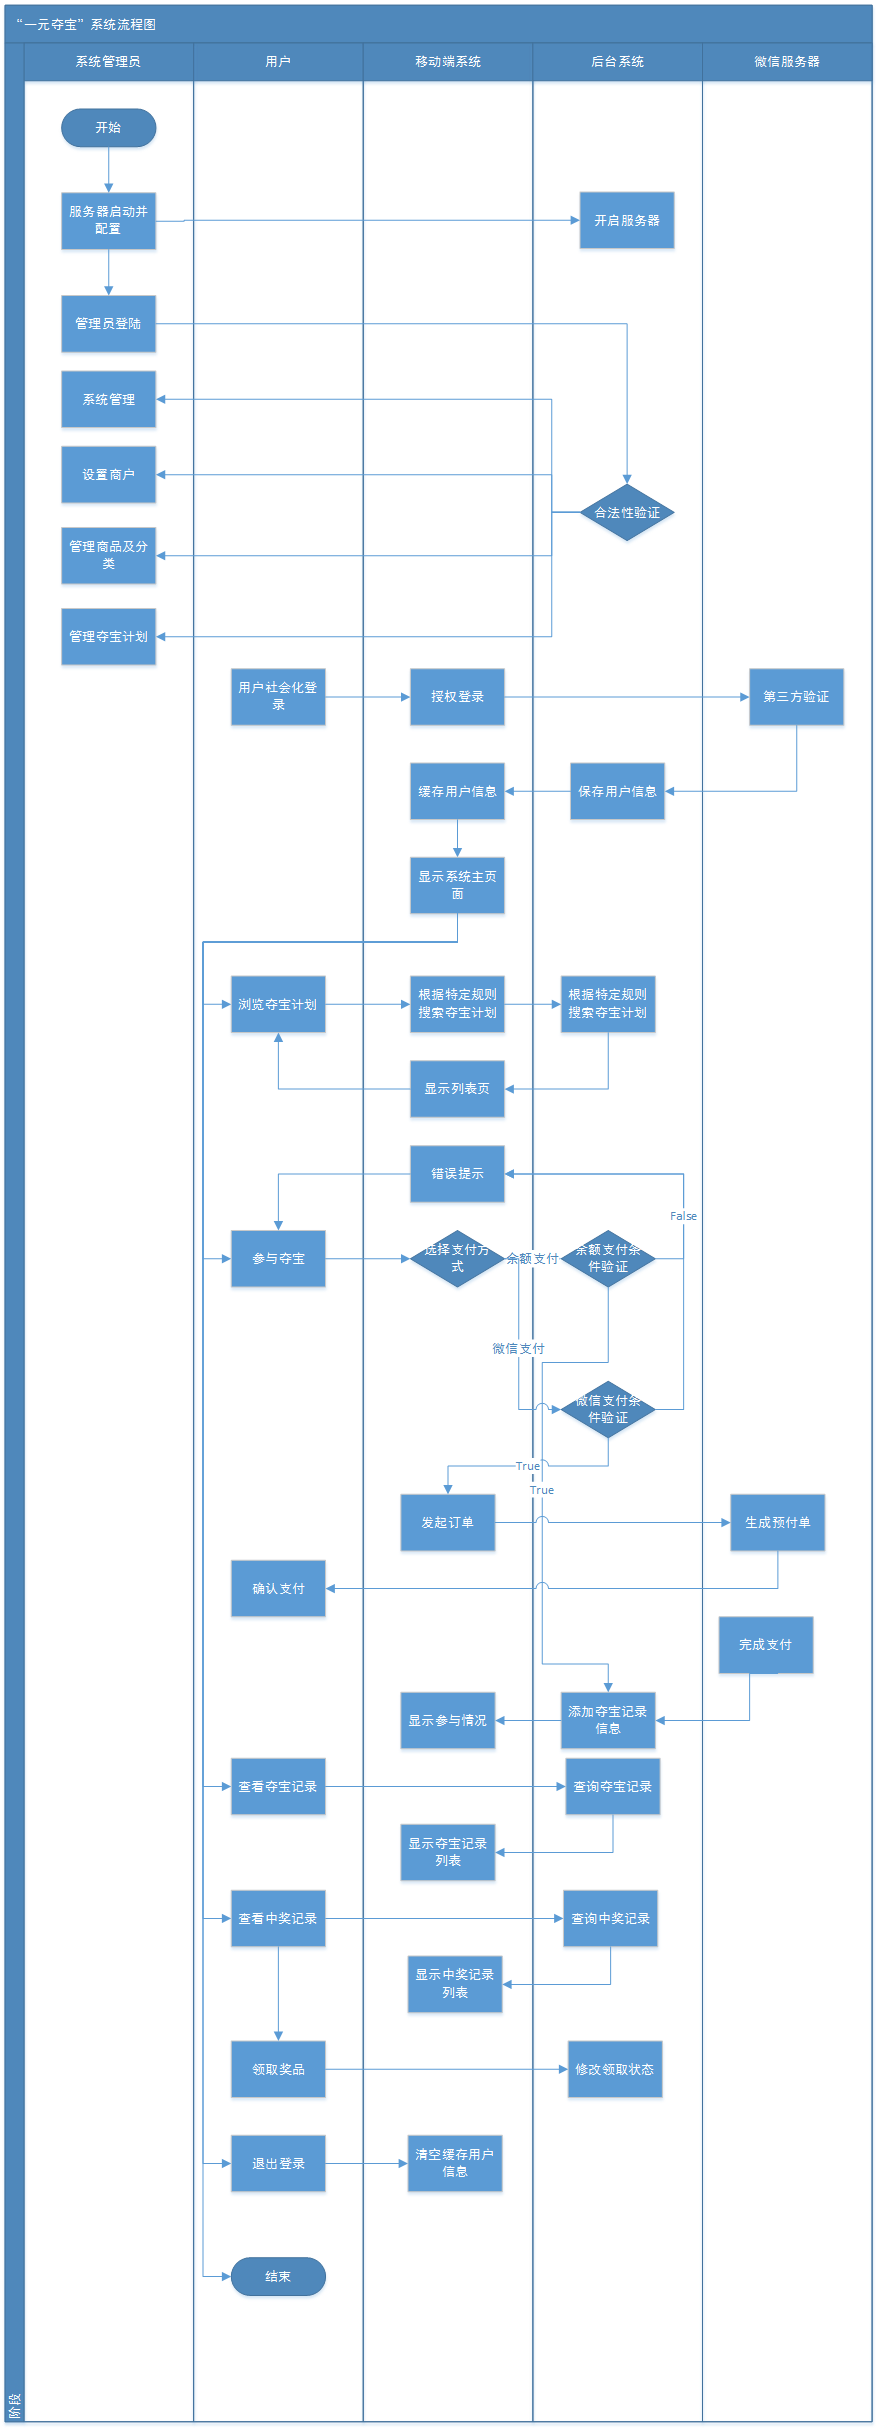 “一元夺宝”系统流程图
系统管理员
用户
移动端系统
后台系统
微信服务器
开始
服务器启动并
配置
开启服务器
管理员登陆
系统管理
设置商户
合法性验证
管理商品及分
类
管理夺宝计划
用户社会化登
录
授权登录
第三方验证
缓存用户信息
保存用户信息
显示系统主页
面
浏览夺宝计划
根据特定规则
搜索夺宝计划
根据特定规则
搜索夺宝计划
显示列表页
错误提示
False
参与夺宝
选择支付方
式
余额支付
余额支付条
件验证
微信支付
微信支付条
件验证
True
True
发起订单
生成预付单
确认支付
完成支付
显示参与情况
添加夺宝记录
信息
查看夺宝记录
查询夺宝记录
显示夺宝记录
列表
查看中奖记录
查询中奖记录
显示中奖记录
列表
领取奖品
修改领取状态
退出登录
清空缓存用户
信息
结束
阶段